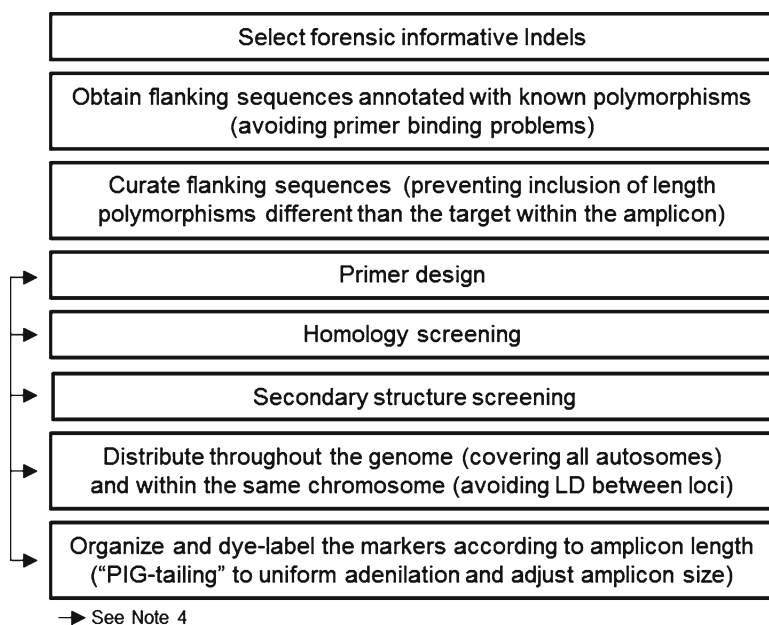 Select forensic informative Indels
Obtain flanking sequences annotated with known polymorphisms
(avoiding primer binding problems)
Curate flanking sequences (preventing inclusion of length
polymorphisms different than the target within the amplicon)
Primer design
Homology screening
Secondary structure screening
Distribute throughout the genome (covering all autosomes)
and within the same chromosome (avoiding LD between loci)
Organize and dye-label the markers according to amplicon length
("PIG-tailing" to uniform adenilation and adjust amplicon size)
See Note 4